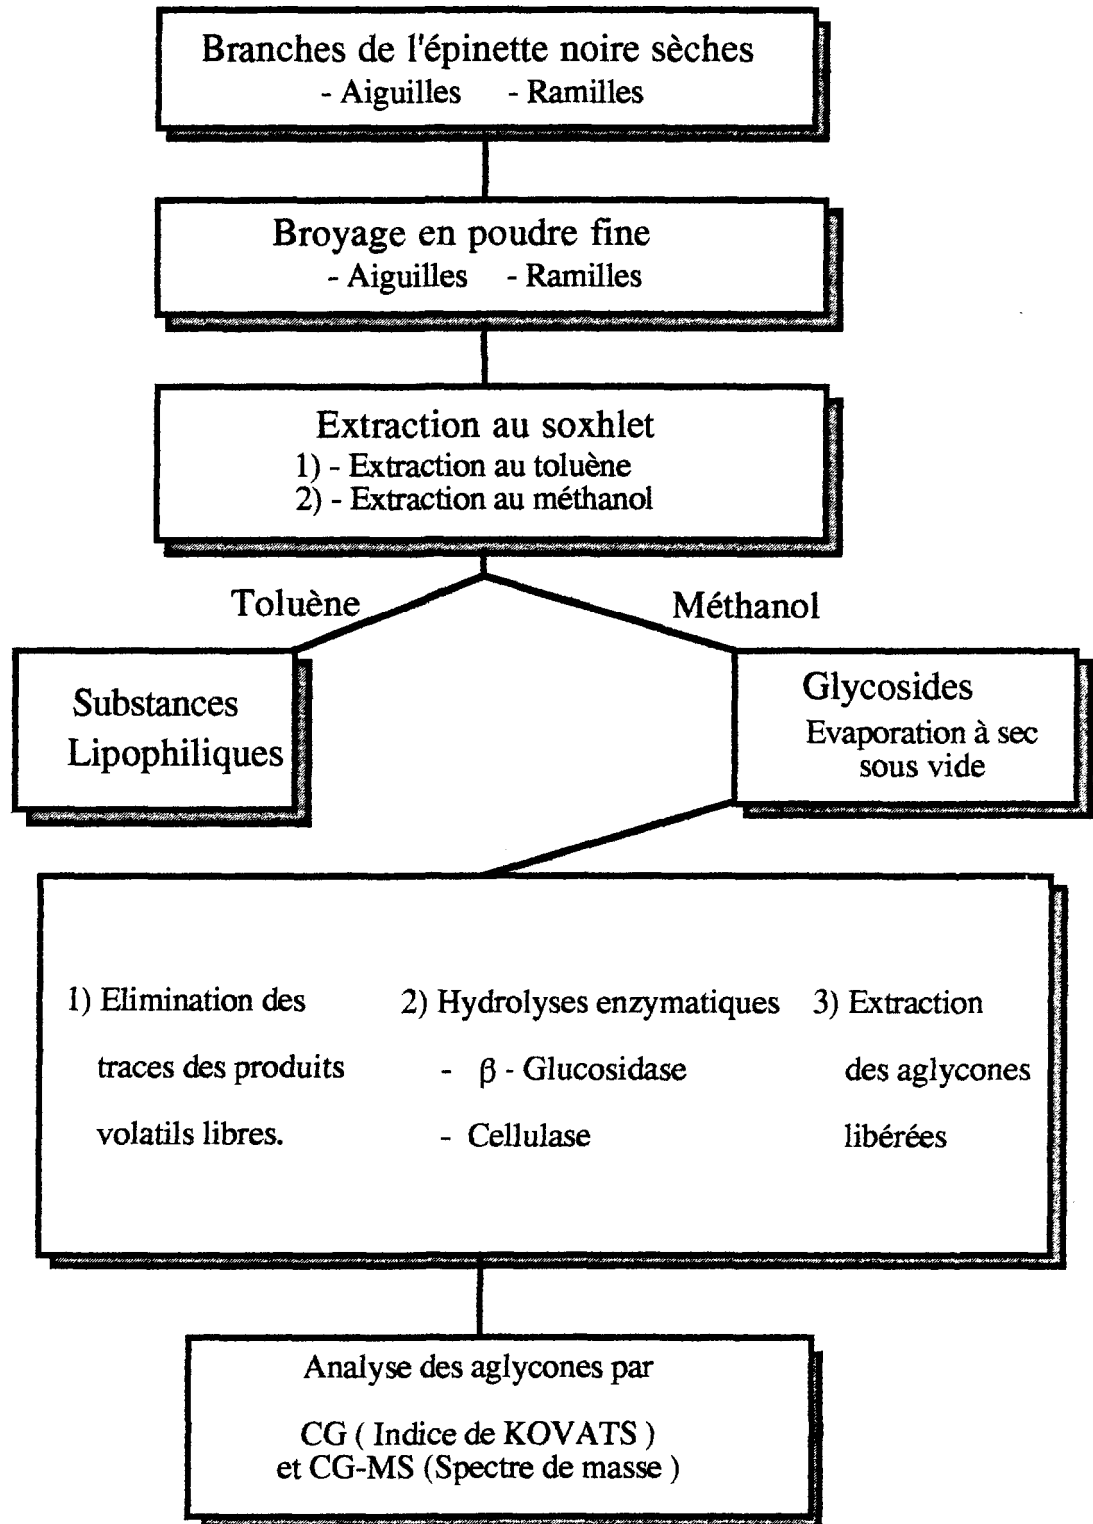 Branches de l'épinette noire sèches
- Aiguilles - Ramilles
Broyage en poudre fine
- Aiguilles - Ramilles
Extraction au soxhlet
1) - Extraction au toluène
2) - Extraction au méthanol
Toluène
Méthanol
Substances
Lipophiliques
Glycosides
Evaporation à sec
sous vide
1) Elimination des
traces des produits
volatils libres.
2) Hydrolyses enzymatiques
- β - Glucosidase
- Cellulase
3) Extraction
des aglycones
libérées
Analyse des aglycones par
CG ( Indice de KOVATS )
et CG-MS (Spectre de masse )